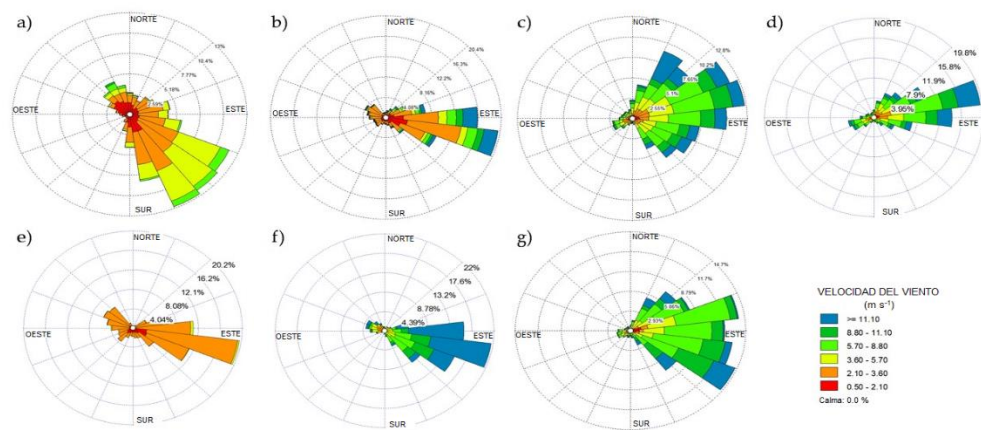 a)
NORTE
13%
10.4%
7.77%
5.18%
OESTE
ESTE
SUR
b)
NORTE
20.4%
16.3%
8.16%
OESTE
ESTE
SUR
c)
NORTE
12.8%
10.2%
7.66%
5.1%
2.55%
OESTE
ESTE
SUR
d)
NORTE
19.8%
15.8%
11.9%
7.9%
3.95%
OESTE
ESTE
SUR
e)
NORTE
20.2%
16.2%
12.1%
8.08%
4.04%
OESTE
ESTE
SUR
f)
NORTE
22%
17.6%
13.2%
8.78%
4.39%
OESTE
ESTE
SUR
g)
NORTE
14.7%
11.7%
8.79%
2.93%
OESTE
ESTE
SUR
VELOCIDAD DEL VIENTO
(m s⁻¹)
>= 11.10
8.80 - 11.10
5.70 - 8.80
3.60 - 5.70
2.10 - 3.60
0.50 - 2.10
Calma: 0.0 %